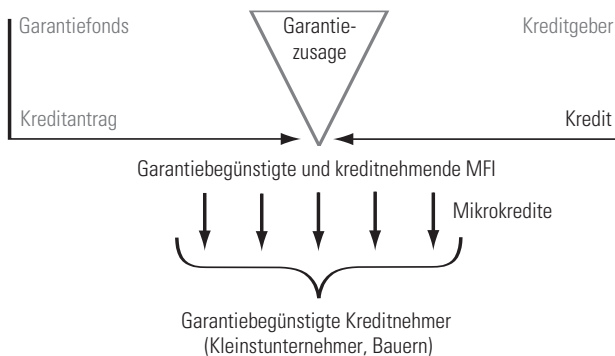 Garantiefonds
Garantie-
zusage
Kreditgeber
Kreditantrag
Kredit
Garantiebegünstigte und kreditnehmende MFI
Mikrokredite
Garantiebegünstigte Kreditnehmer
(Kleinstunternehmer, Bauern)